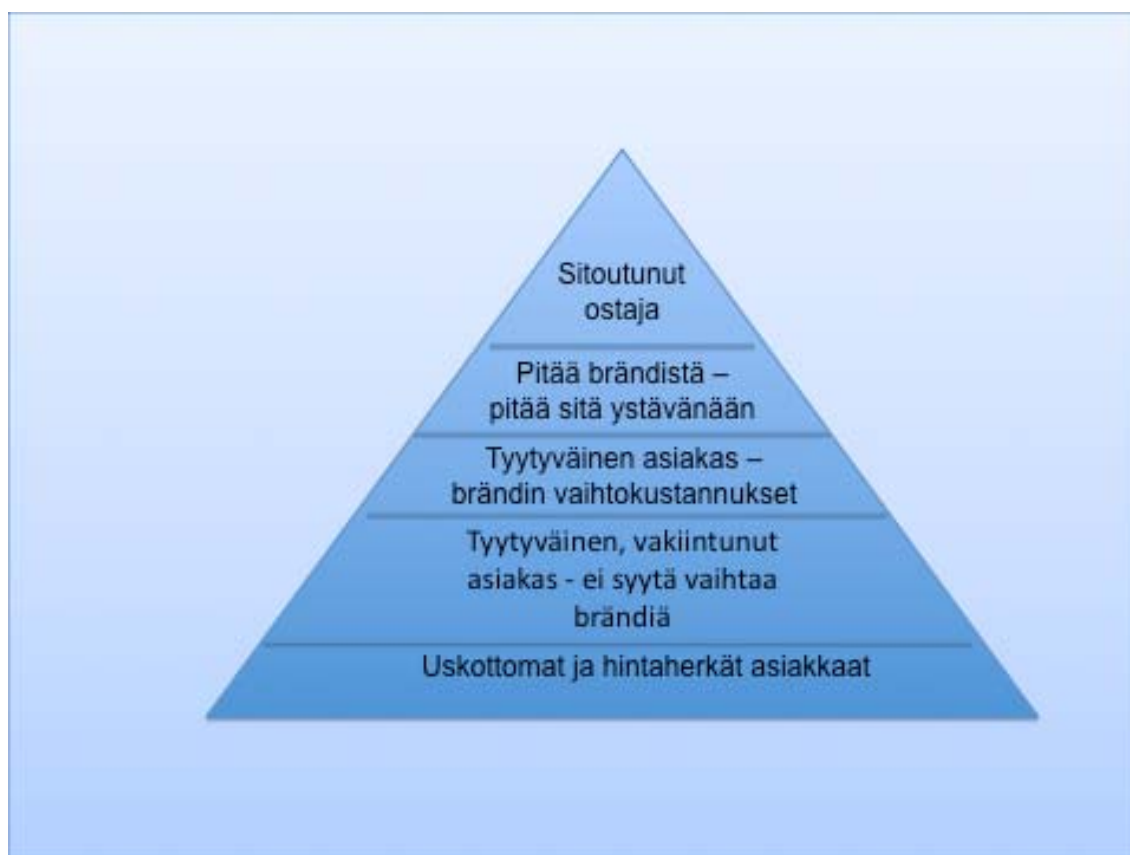 Sitoutunut
ostaja
Pitää brändistä –
pitää sitä ystävänään
Tyytyväinen asiakas –
brändin vaihtokustannukset
Tyytyväinen, vakiintunut
asiakas - ei syytä vaihtaa
brändiä
Uskottomat ja hintaherkät asiakkaat